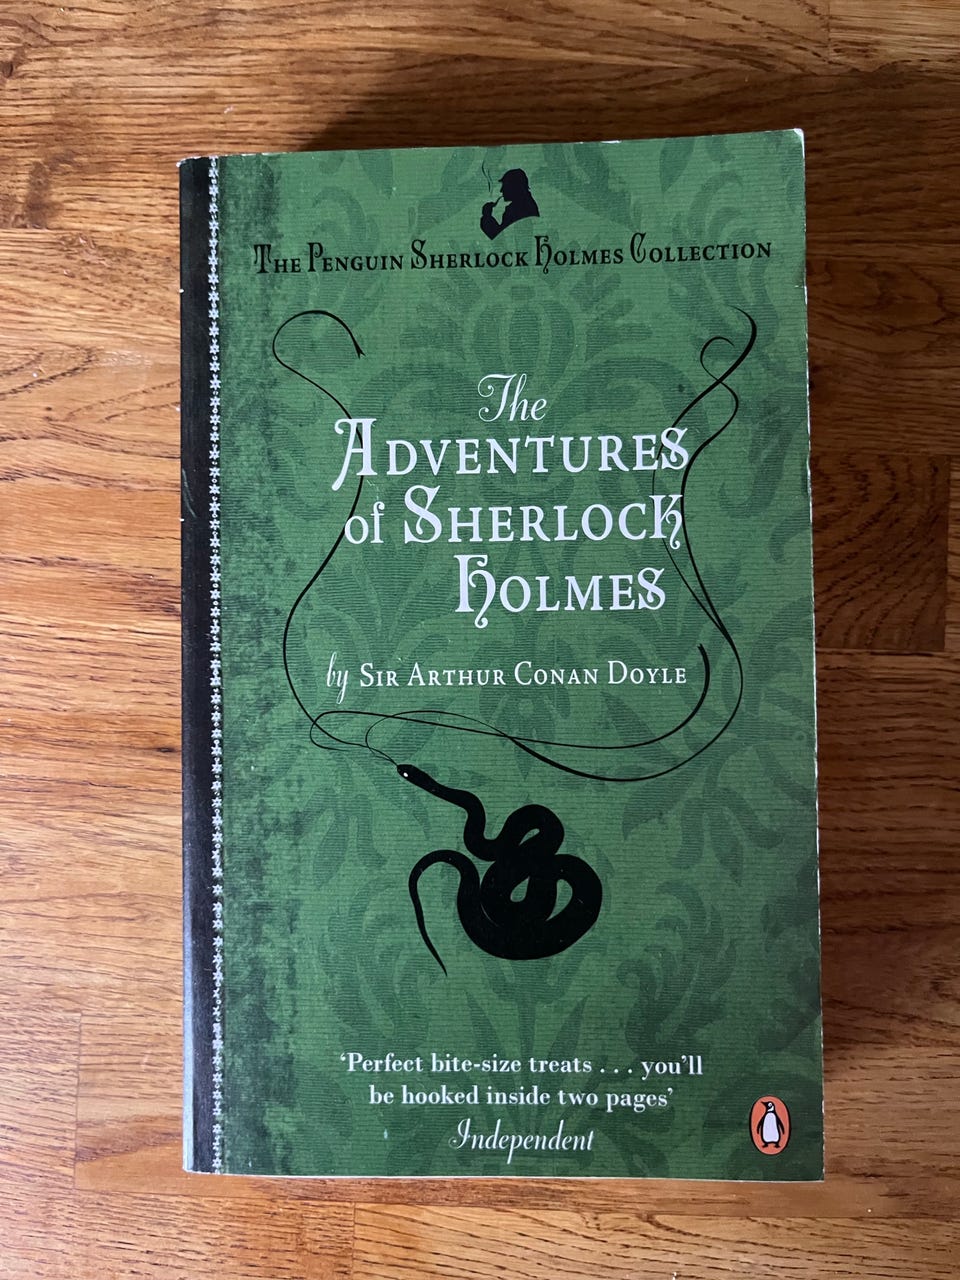 The Penguin Sherlock Holmes Collection
The
Adventures
of Sherlock
Holmes
by Sir Arthur Conan Doyle
‘Perfect bite-size treats . . . you’ll
be hooked inside two pages’
Independent